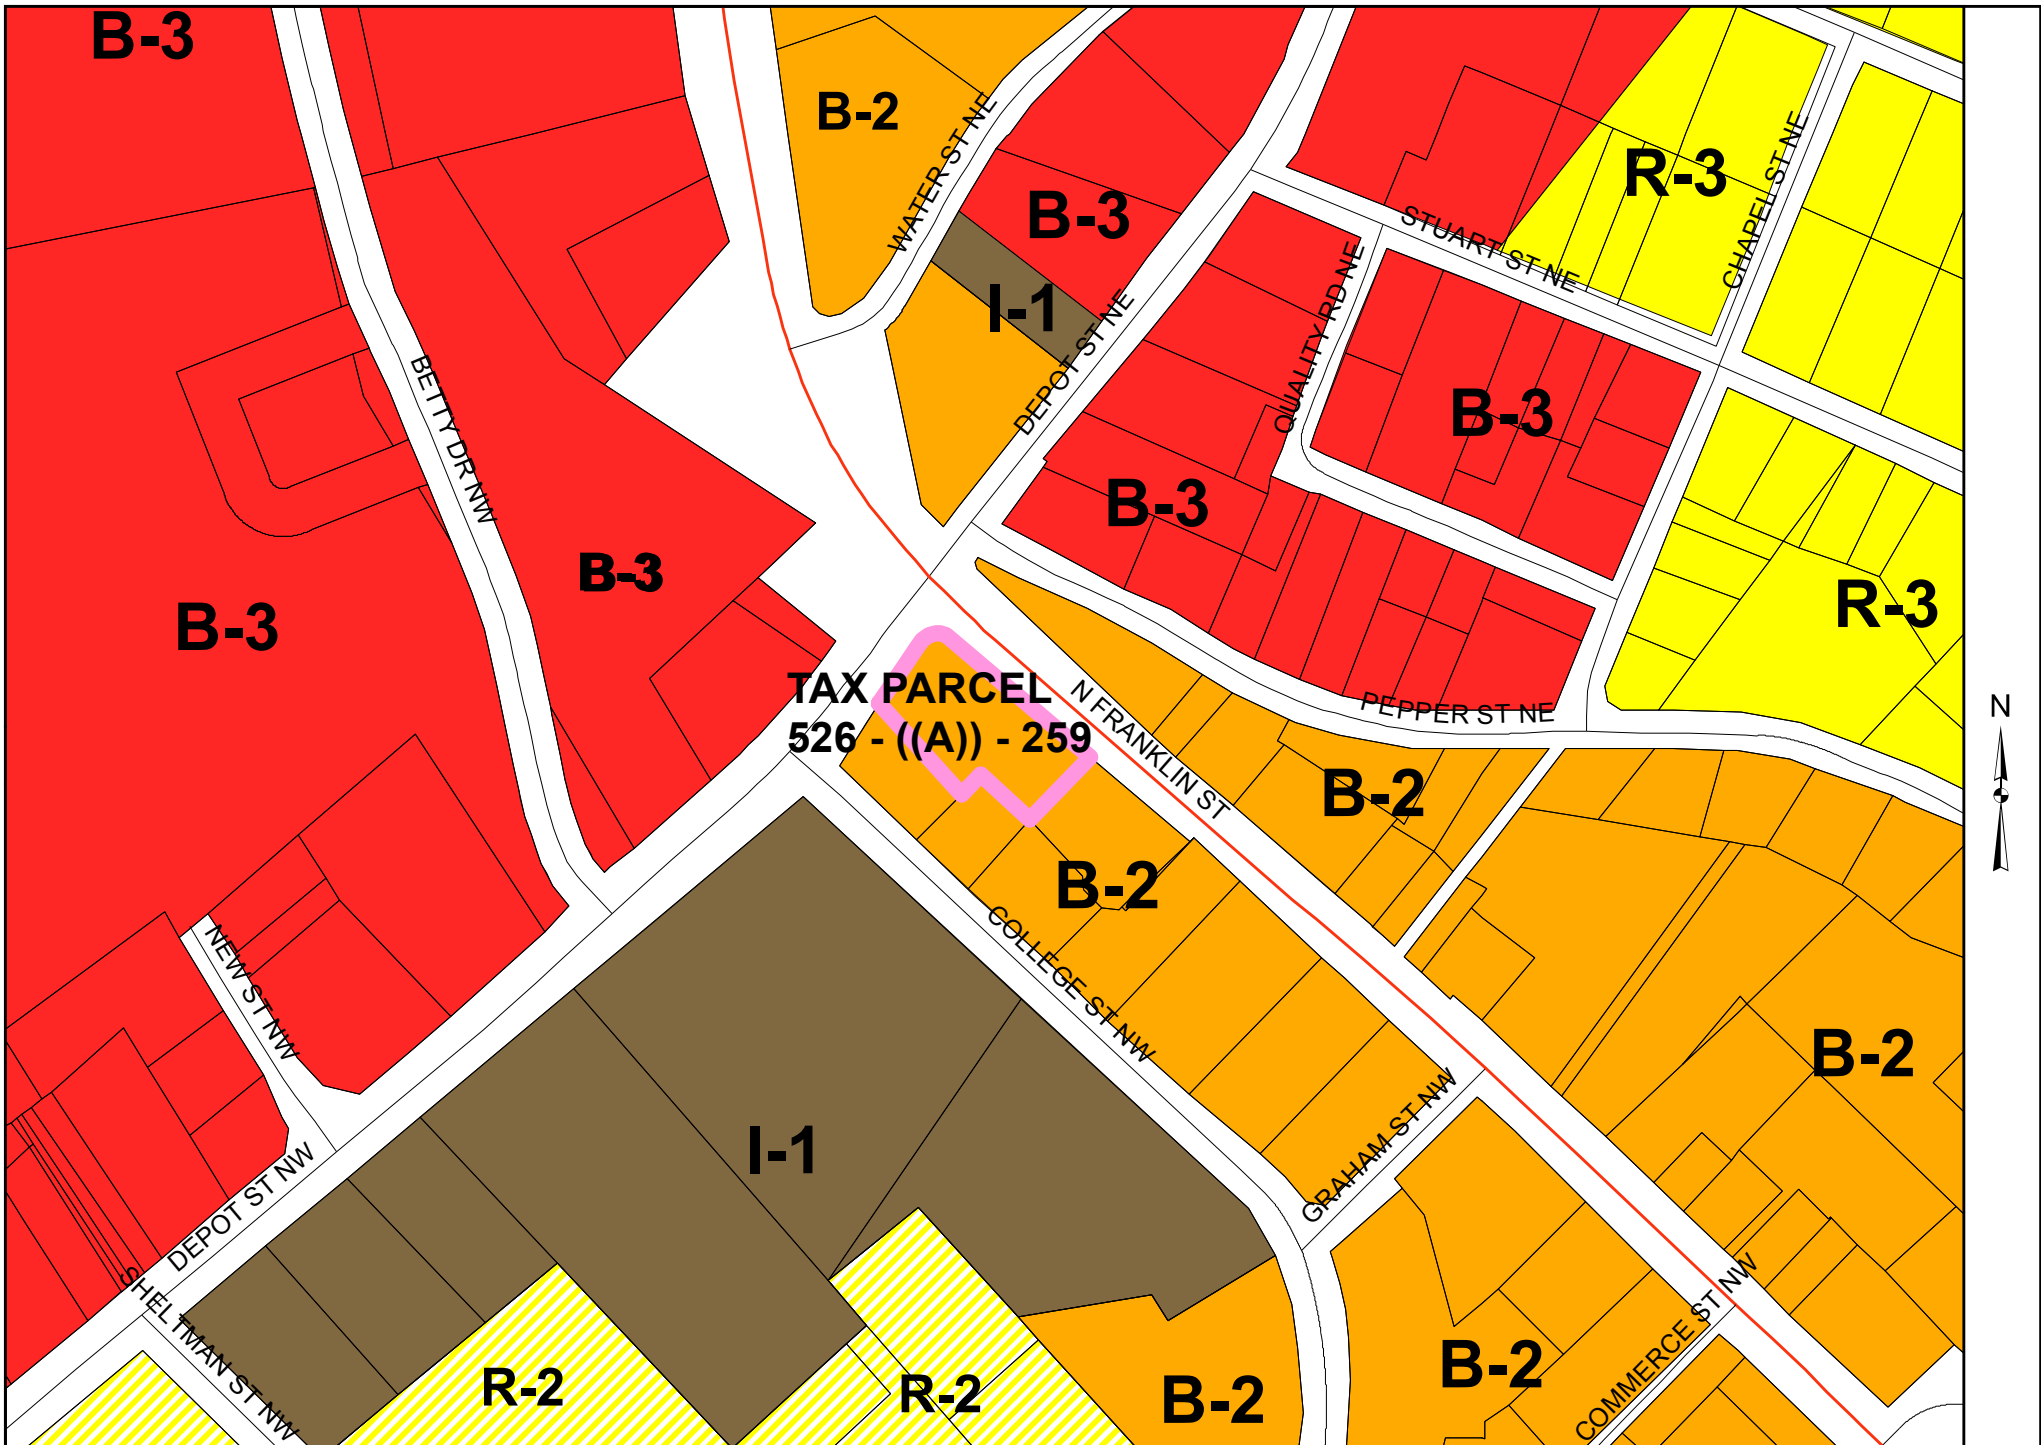 B-3
B-2
WATER ST NE
B-3
R-3
CHAPEL ST NE
STUART ST NE
QUALITY RD NE
I-1
DEPOT ST NE
BETTY DR NW
B-3
B-3
B-3
B-3
R-3
TAX PARCEL
526 - ((A)) - 259
N FRANKLIN ST
PEPPER ST NE
N
B-2
B-2
COLLEGE ST NW
NEW ST NW
B-2
I-1
GRAHAM ST NW
DEPOT ST NW
SHELTMAN ST NW
R-2
R-2
B-2
B-2
COMMERCE ST NW